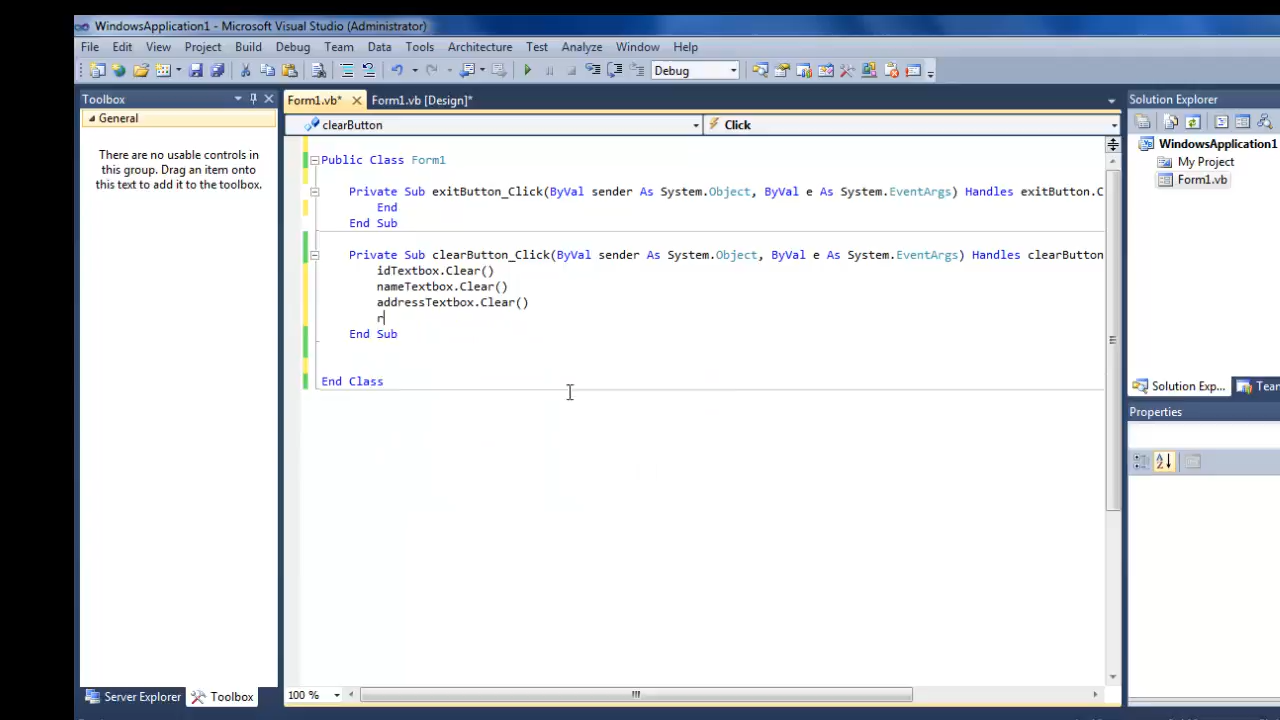 WindowsApplication1 - Microsoft Visual Studio (Administrator)
File Edit View Project Build Debug Team Data Tools Architecture Test Analyze Window Help
Debug
Toolbox
General
There are no usable controls in
this group. Drag an item onto
this text to add it to the toolbox.
Server Explorer Toolbox
Form1.vb* Form1.vb [Design]*
clearButton Click
Public Class Form1
Private Sub exitButton_Click(ByVal sender As System.Object, ByVal e As System.EventArgs) Handles exitButton.C
End
End Sub
Private Sub clearButton_Click(ByVal sender As System.Object, ByVal e As System.EventArgs) Handles clearButton
idTextbox.Clear()
nameTextbox.Clear()
addressTextbox.Clear()
r
End Sub
End Class
100 %
Solution Explorer
WindowsApplication1
My Project
Form1.vb
Solution Exp... Team
Properties